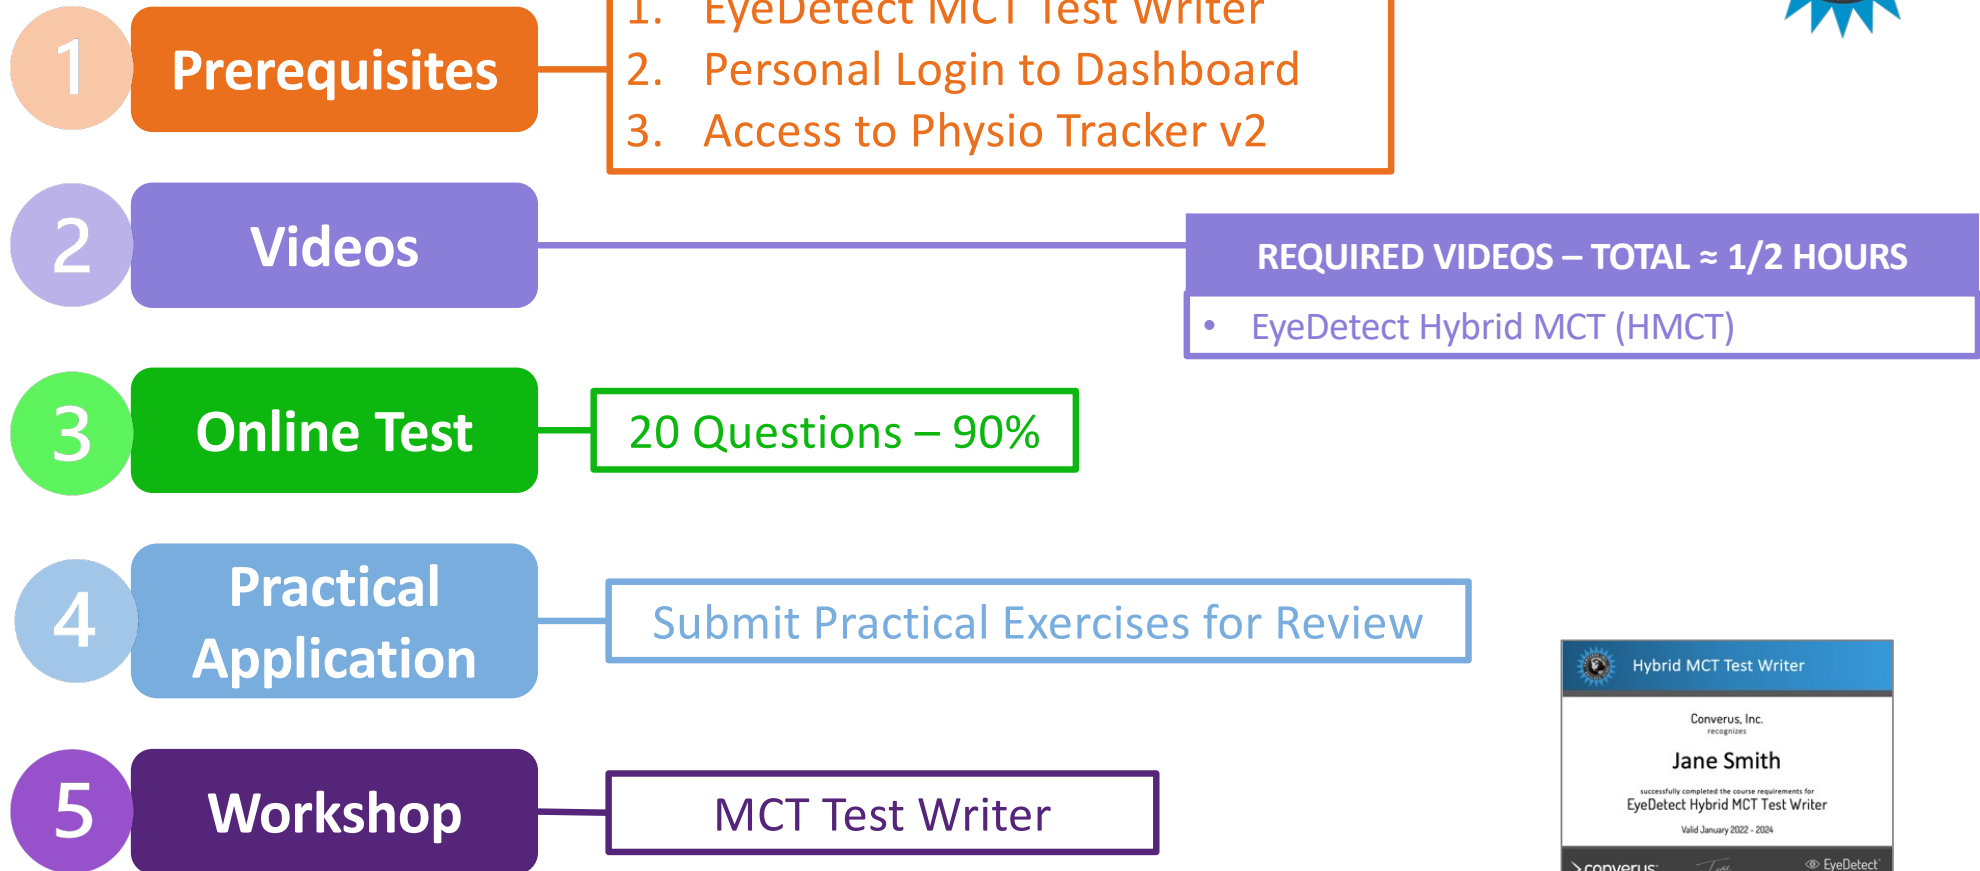 1. EyeDetect MCT Test Writer
1 Prerequisites
2. Personal Login to Dashboard
3. Access to Physio Tracker v2
2 Videos
REQUIRED VIDEOS – TOTAL ≈ 1/2 HOURS
• EyeDetect Hybrid MCT (HMCT)
3 Online Test
20 Questions – 90%
4 Practical
Application
Submit Practical Exercises for Review
5 Workshop
MCT Test Writer
Hybrid MCT Test Writer
Converus, Inc.
recognizes
Jane Smith
successfully completed the course requirements for
EyeDetect Hybrid MCT Test Writer
Valid January 2022 - 2024
converus
EyeDetect